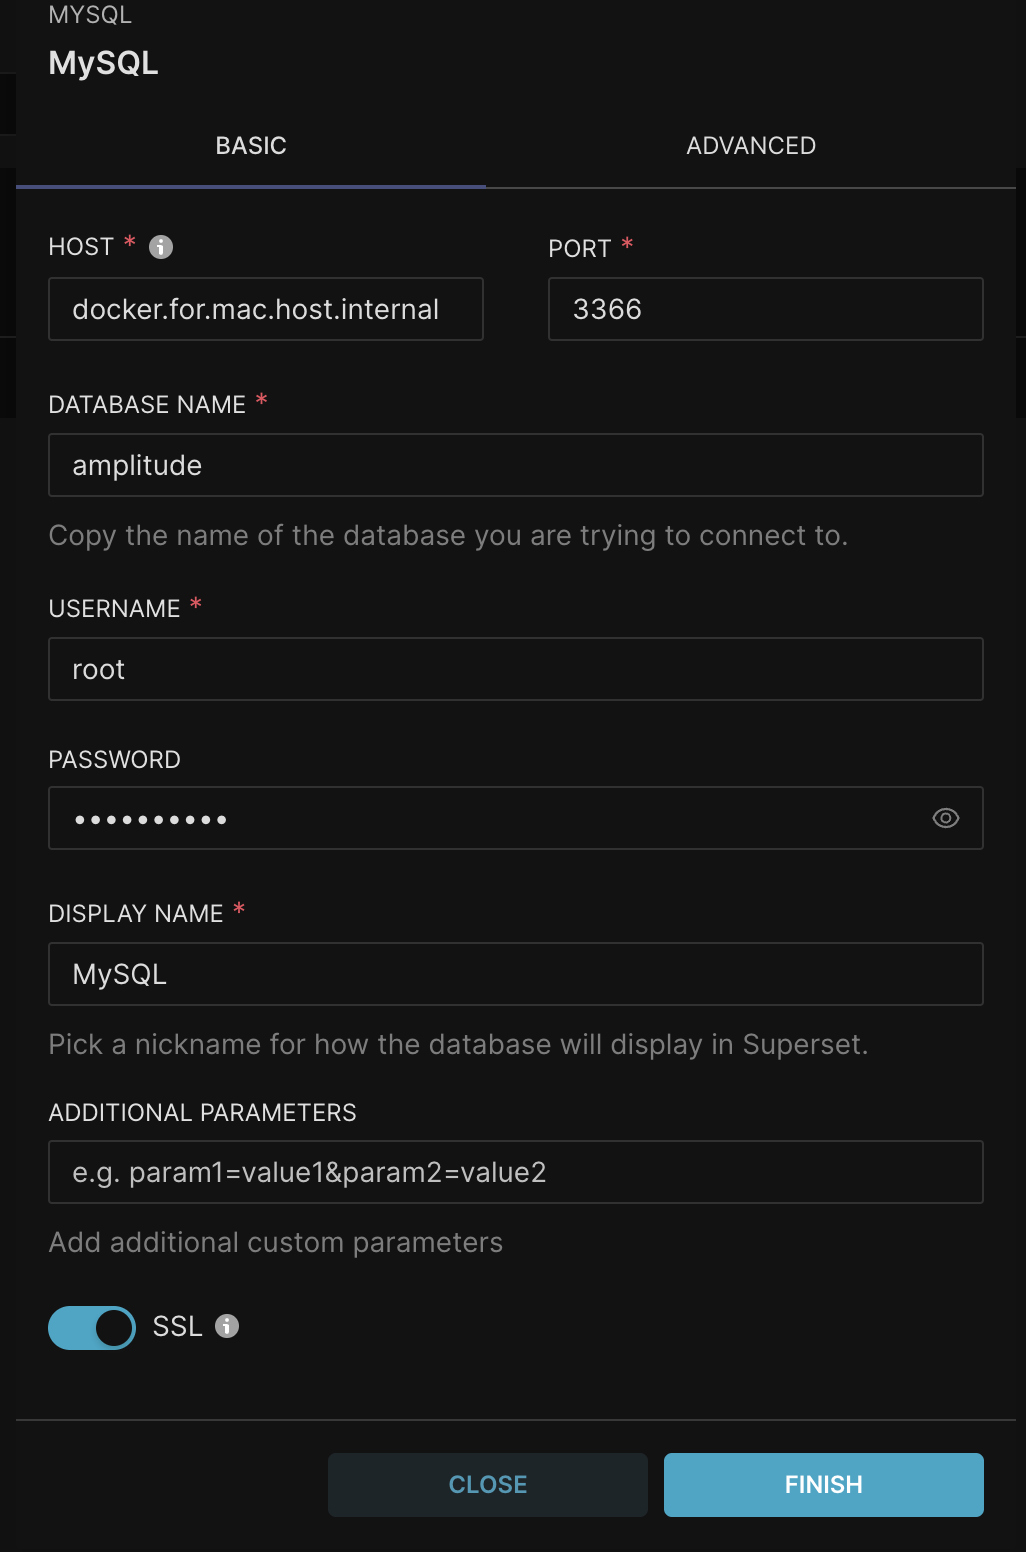 MYSQL
MySQL
BASIC
ADVANCED
HOST *
PORT *
docker.for.mac.host.internal
3366
DATABASE NAME *
amplitude
Copy the name of the database you are trying to connect to.
USERNAME *
root
PASSWORD
••••••••••
DISPLAY NAME *
MySQL
Pick a nickname for how the database will display in Superset.
ADDITIONAL PARAMETERS
e.g. param1=value1&param2=value2
Add additional custom parameters
SSL
CLOSE
FINISH